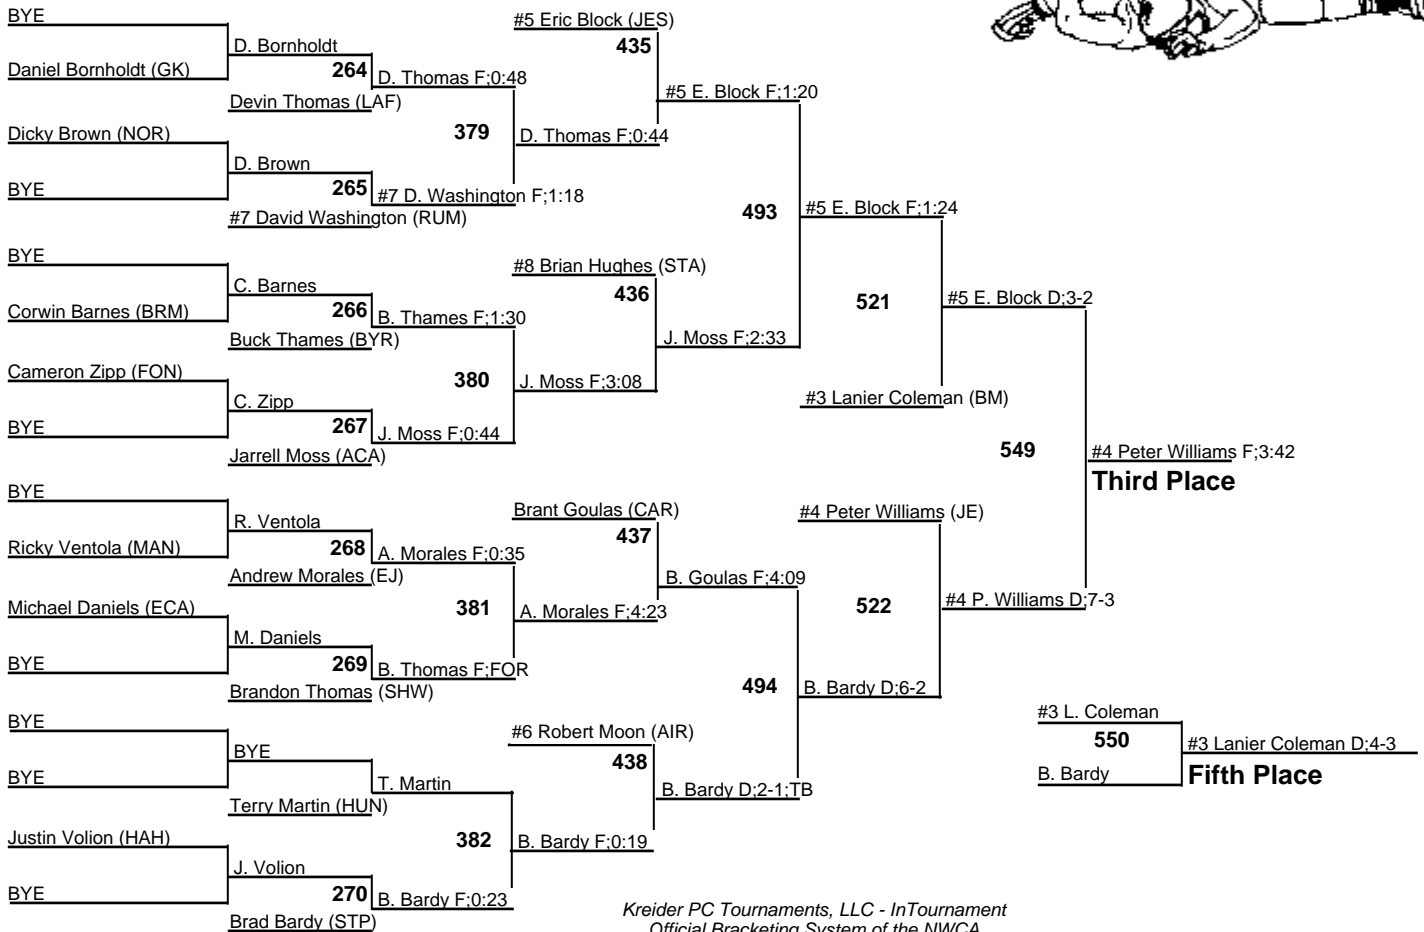 BYE
#5 Eric Block (JES)
435
D. Bornholdt
264
Daniel Bornholdt (GK)
D. Thomas F;0:48
#5 E. Block F;1:20
Devin Thomas (LAF)
379
Dicky Brown (NOR)
D. Thomas F;0:44
D. Brown
265
BYE
#7 D. Washington F;1:18
#7 David Washington (RUM)
493
#5 E. Block F;1:24
BYE
#8 Brian Hughes (STA)
436
C. Barnes
266
521
#5 E. Block D;3-2
Corwin Barnes (BRM)
B. Thames F;1:30
Buck Thames (BYR)
J. Moss F;2:33
Cameron Zipp (FON)
380
J. Moss F;3:08
C. Zipp
267
#3 Lanier Coleman (BM)
BYE
J. Moss F;0:44
Jarrell Moss (ACA)
549
#4 Peter Williams F;3:42
Third Place
BYE
Brant Goulas (CAR)
#4 Peter Williams (JE)
R. Ventola
437
268
Ricky Ventola (MAN)
A. Morales F;0:35
Andrew Morales (EJ)
B. Goulas F;4:09
Michael Daniels (ECA)
381
A. Morales F;4:23
522
#4 P. Williams D;7-3
M. Daniels
269
BYE
B. Thomas F;FOR
Brandon Thomas (SHW)
494
B. Bardy D;6-2
BYE
#6 Robert Moon (AIR)
#3 L. Coleman
BYE
438
550
#3 Lanier Coleman D;4-3
BYE
T. Martin
B. Bardy
Fifth Place
Terry Martin (HUN)
B. Bardy D;2-1;TB
Justin Volion (HAH)
382
B. Bardy F;0:19
J. Volion
270
BYE
B. Bardy F;0:23
Brad Bardy (STP)
Kreider PC Tournaments, LLC - InTournament
Official Bracketing System of the NWCA